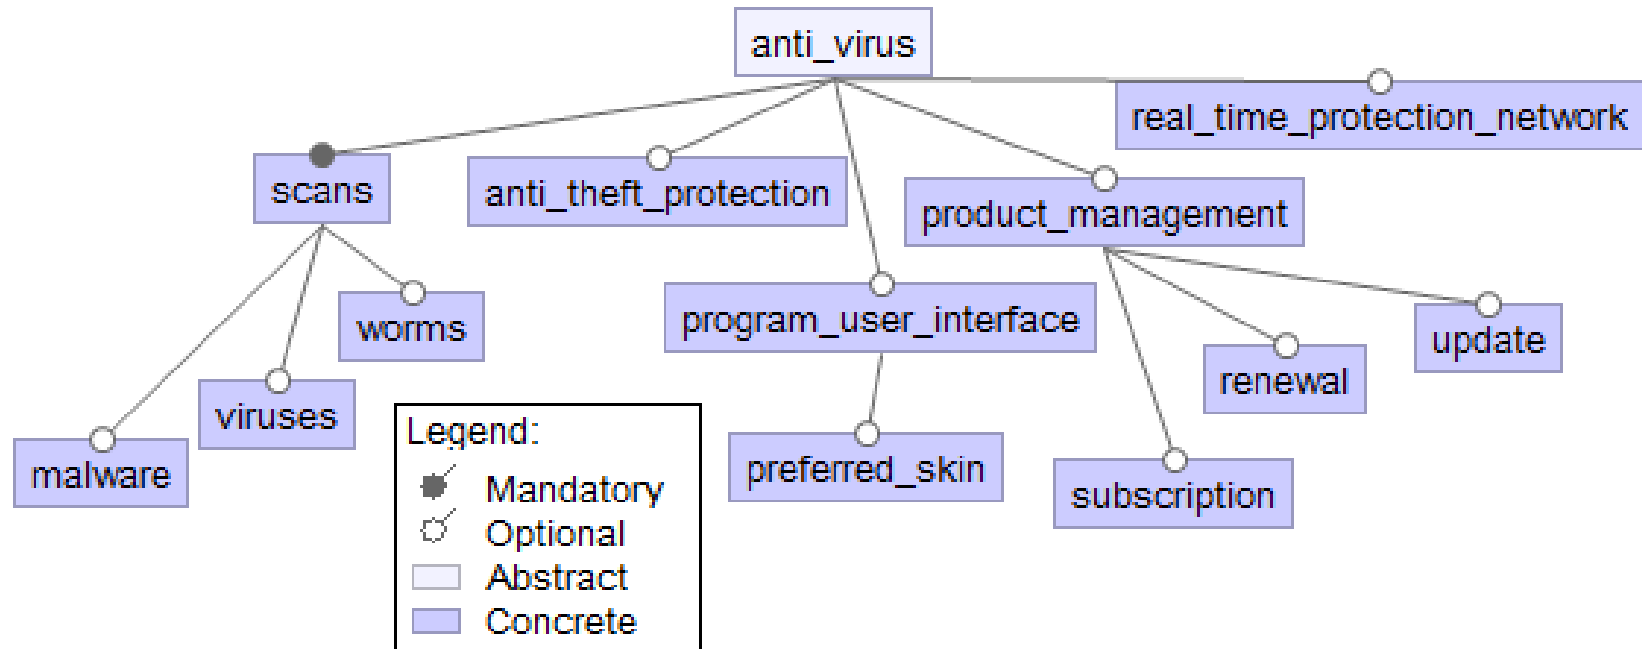 anti_virus
real_time_protection_network
scans
anti_theft_protection
product_management
worms
program_user_interface
update
viruses
renewal
malware
preferred_skin
subscription
Legend:
Mandatory
Optional
Abstract
Concrete